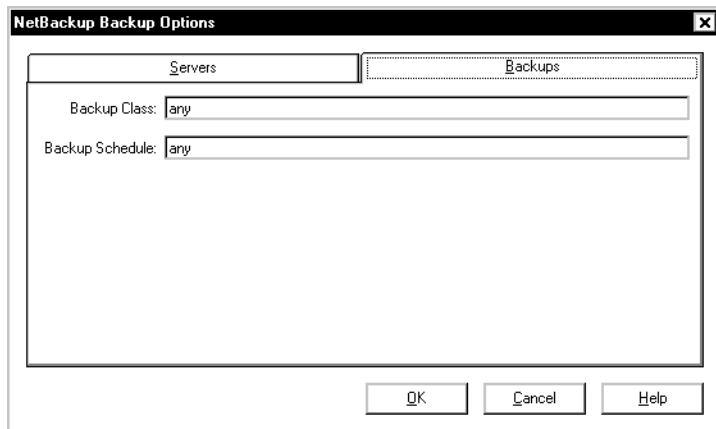 NetBackup Backup Options
Servers Backups
Backup Class: any
Backup Schedule: any
OK Cancel Help